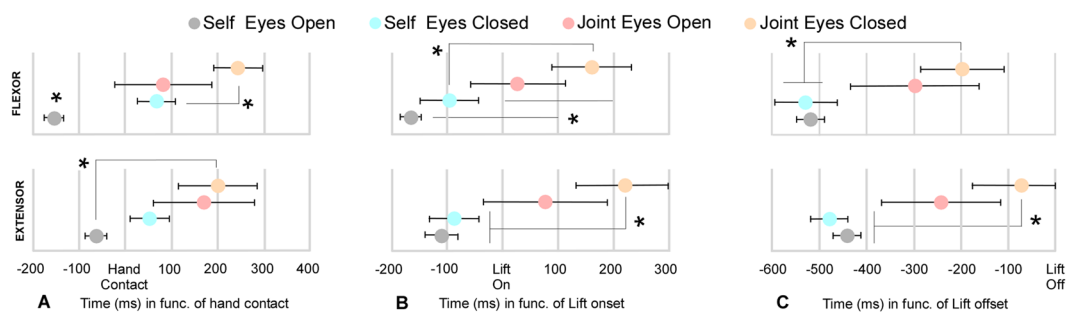 Self Eyes Open Self Eyes Closed Joint Eyes Open Joint Eyes Closed
FLEXOR
* * * * *
EXTENSOR
* * *
-200 -100 Hand Contact 100 200 300 400
-200 -100 Lift On 100 200 300
-600 -500 -400 -300 -200 -100 Lift Off
A Time (ms) in func. of hand contact
B Time (ms) in func. of Lift onset
C Time (ms) in func. of Lift offset